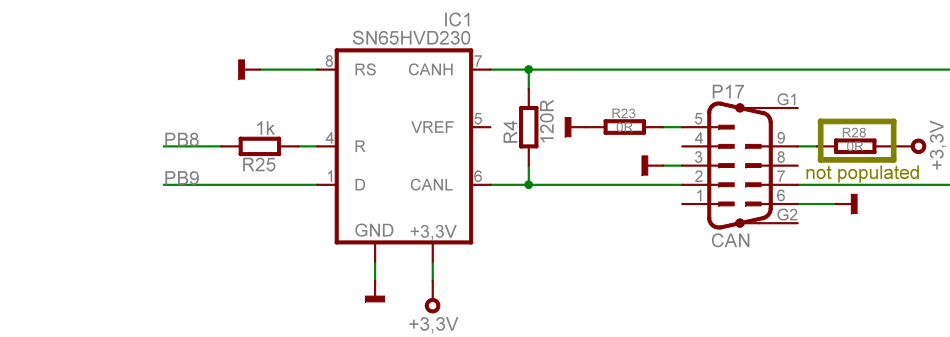 IC1
SN65HVD230
8
RS
CANH
7
P17
G1
1k
R4
120R
R23
0R
5
VREF
5
R28
0R
+3,3V
PB8
4
R
4
9
R25
3
8
not populated
PB9
1
D
CANL
6
2
7
1
6
GND
+3,3V
G2
CAN
+3,3V